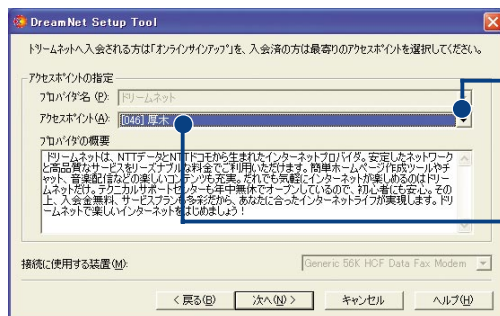 DreamNet Setup Tool
ドリームネットへ入会される方は「オンラインサインアップ」を、入会済の方は最寄りのアクセスポイントを選択してください。
アクセスポイントの指定
プロバイダ名 (P): ドリームネット
アクセスポイント(A): [046] 厚木
プロバイダの概要
ドリームネットは、NTTデータとNTTドコモから生まれたインターネットプロバイダ。安定したネットワーク
と高品質なサービスをリーズナブルな料金でご利用いただけます。簡単ホームページ作成ツールやチ
ャット、音楽配信などの楽しいコンテンツも充実。だれでも気軽にインターネットが楽しめるのはドリー
ムネットだけ。テクニカルサポートセンターも年中無休でオープンしているので、初心者にも安心。その
上、入会金無料、サービスプランも多彩だから、あなたに合ったインターネットライフが実現します。ドリ
ームネットで楽しいインターネットをはじめましょう！
接続に使用する装置(M): Generic 56K HCF Data Fax Modem
< 戻る(B) 次へ(N) > キャンセル ヘルプ(H)